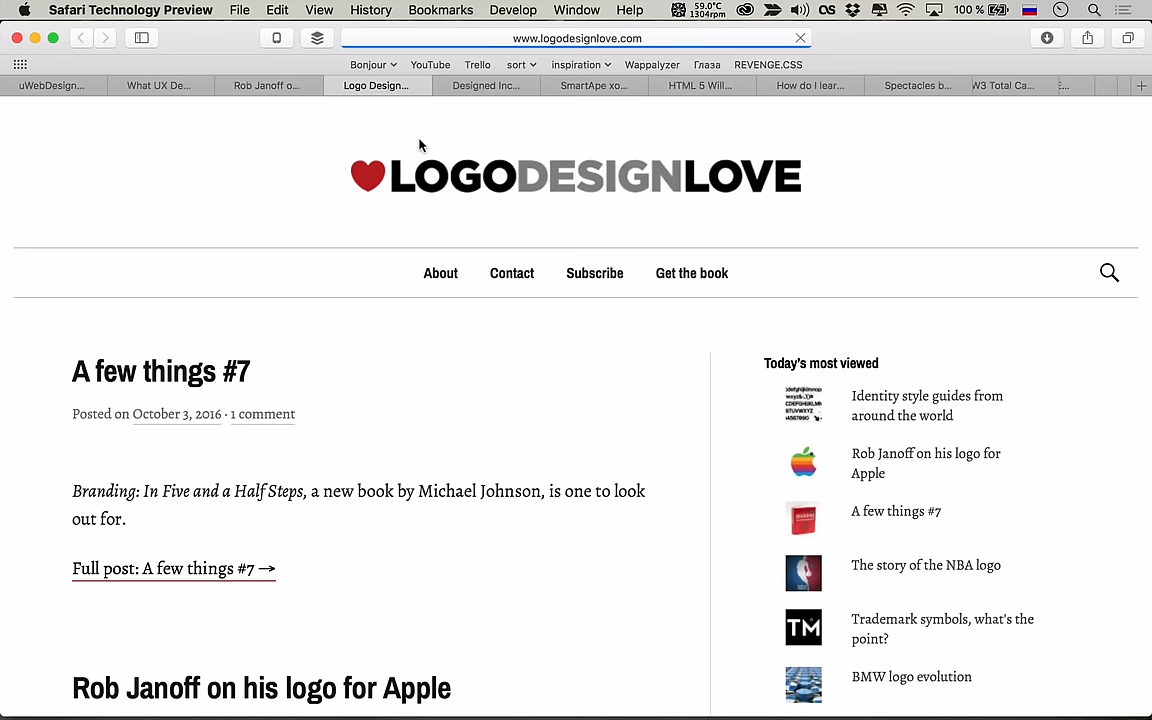 Safari Technology Preview File Edit View History Bookmarks Develop Window Help 59.0°C 1304rpm OS 100 %
www.logodesignlove.com
Bonjour YouTube Trello sort inspiration Wappalyzer Глаза REVENGE.CSS
uWebDesign... What UX De... Rob Janoff o... Logo Design... Designed Inc... SmartApe xo... HTML 5 Will... How do I lear... Spectacles b... W3 Total Ca...
LOGODESIGNLOVE
About Contact Subscribe Get the book
A few things #7
Posted on October 3, 2016 · 1 comment
Branding: In Five and a Half Steps, a new book by Michael Johnson, is one to look
out for.
Full post: A few things #7 →
Rob Janoff on his logo for Apple
Today's most viewed
Identity style guides from
around the world
Rob Janoff on his logo for
Apple
A few things #7
The story of the NBA logo
TM
Trademark symbols, what's the
point?
BMW logo evolution